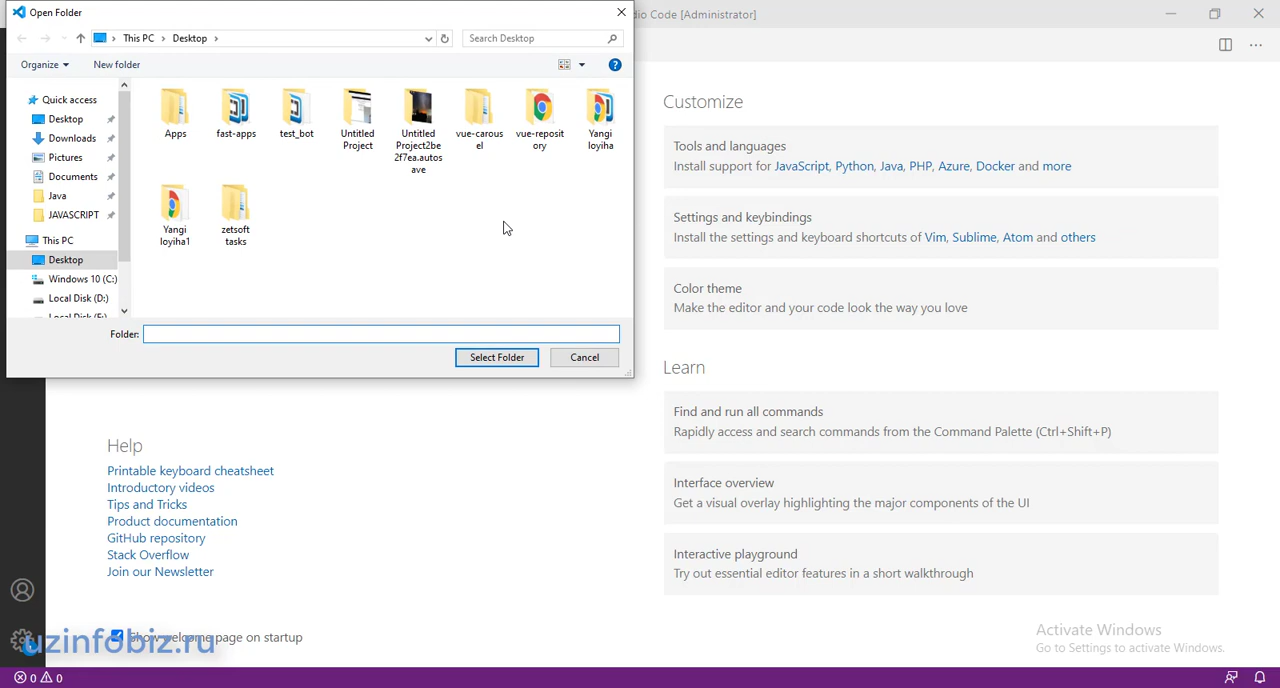 Open Folder
dio Code [Administrator]
This PC
Desktop
Search Desktop
Organize
New folder
Quick access
Desktop
Downloads
Pictures
Documents
Java
JAVASCRIPT
This PC
Desktop
Windows 10 (C:)
Local Disk (D:)
Local Disk (E:)
Apps
fast-apps
test_bot
Untitled
Project
Untitled
Project2be
2f7ea.autos
ave
vue-carous
el
vue-reposit
ory
Yangi
loyiha
Yangi
loyiha1
zetsoft
tasks
Folder:
Select Folder
Cancel
Customize
Tools and languages
Install support for JavaScript, Python, Java, PHP, Azure, Docker and more
Settings and keybindings
Install the settings and keyboard shortcuts of Vim, Sublime, Atom and others
Color theme
Make the editor and your code look the way you love
Learn
Find and run all commands
Rapidly access and search commands from the Command Palette (Ctrl+Shift+P)
Interface overview
Get a visual overlay highlighting the major components of the UI
Interactive playground
Try out essential editor features in a short walkthrough
Help
Printable keyboard cheatsheet
Introductory videos
Tips and Tricks
Product documentation
GitHub repository
Stack Overflow
Join our Newsletter
Show welcome page on startup
uzinfobiz.ru
Activate Windows
Go to Settings to activate Windows.
0 0